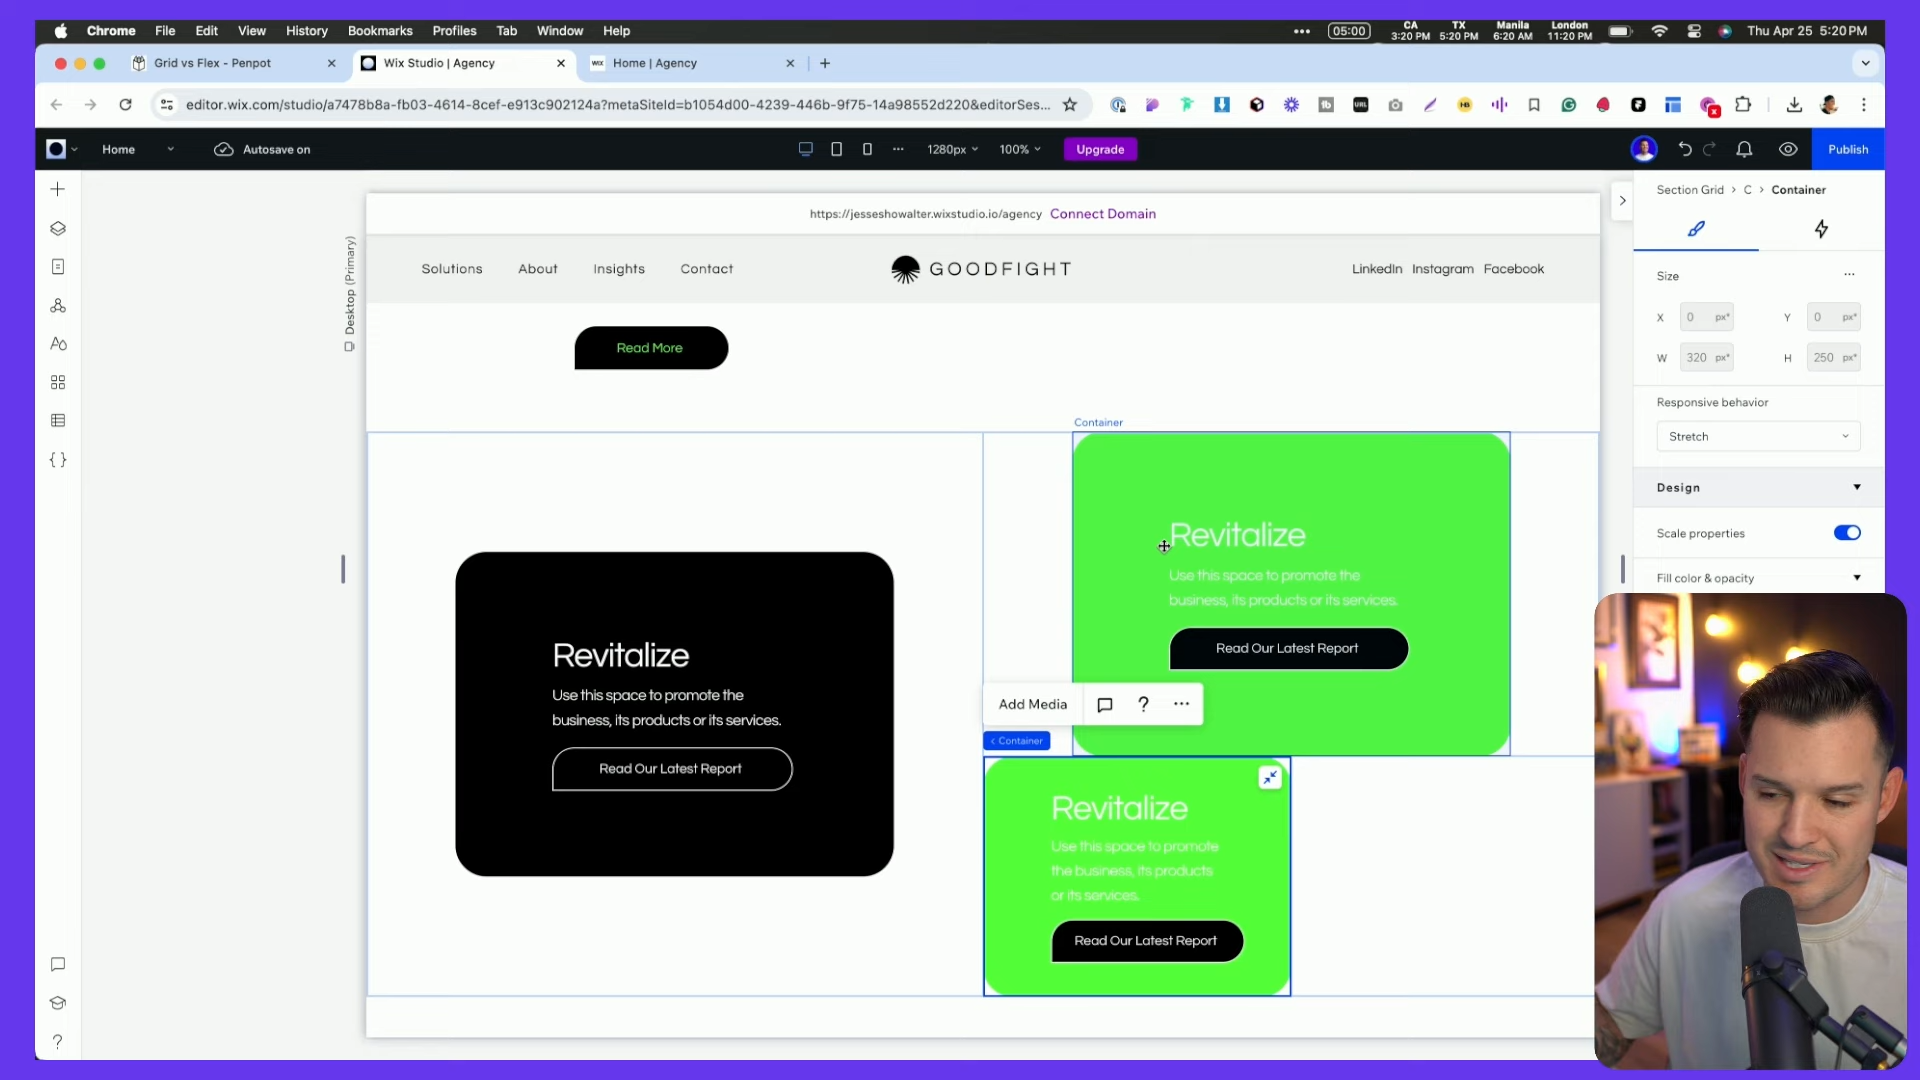 Chrome File Edit View History Bookmarks Profiles Tab Window Help
05:00
CA
3:20 PM
TX
5:20 PM
Manila
6:20 AM
London
11:20 PM
Thu Apr 25 5:20 PM
Grid vs Flex - Penpot
Wix Studio | Agency
WIX Home | Agency
editor.wix.com/studio/a7478b8a-fb03-4614-8cef-e913c902124a?metaSiteId=b1054d00-4239-446b-9f75-14a98552d220&editorSes...
Home
Autosave on
1280px
100%
Upgrade
Publish
https://jesseshowalter.wixstudio.io/agency Connect Domain
Desktop (Primary)
Solutions About Insights Contact
GOODFIGHT
LinkedIn Instagram Facebook
Read More
Container
Revitalize
Use this space to promote the
business, its products or its services.
Read Our Latest Report
Revitalize
Use this space to promote the
business, its products or its services.
Read Our Latest Report
Add Media
?
< Container
Revitalize
Use this space to promote
the business, its products
or its services.
Read Our Latest Report
Section Grid > C > Container
Size
X 0 px*
Y 0 px*
W 320 px*
H 250 px*
Responsive behavior
Stretch
Design
Scale properties
Fill color & opacity